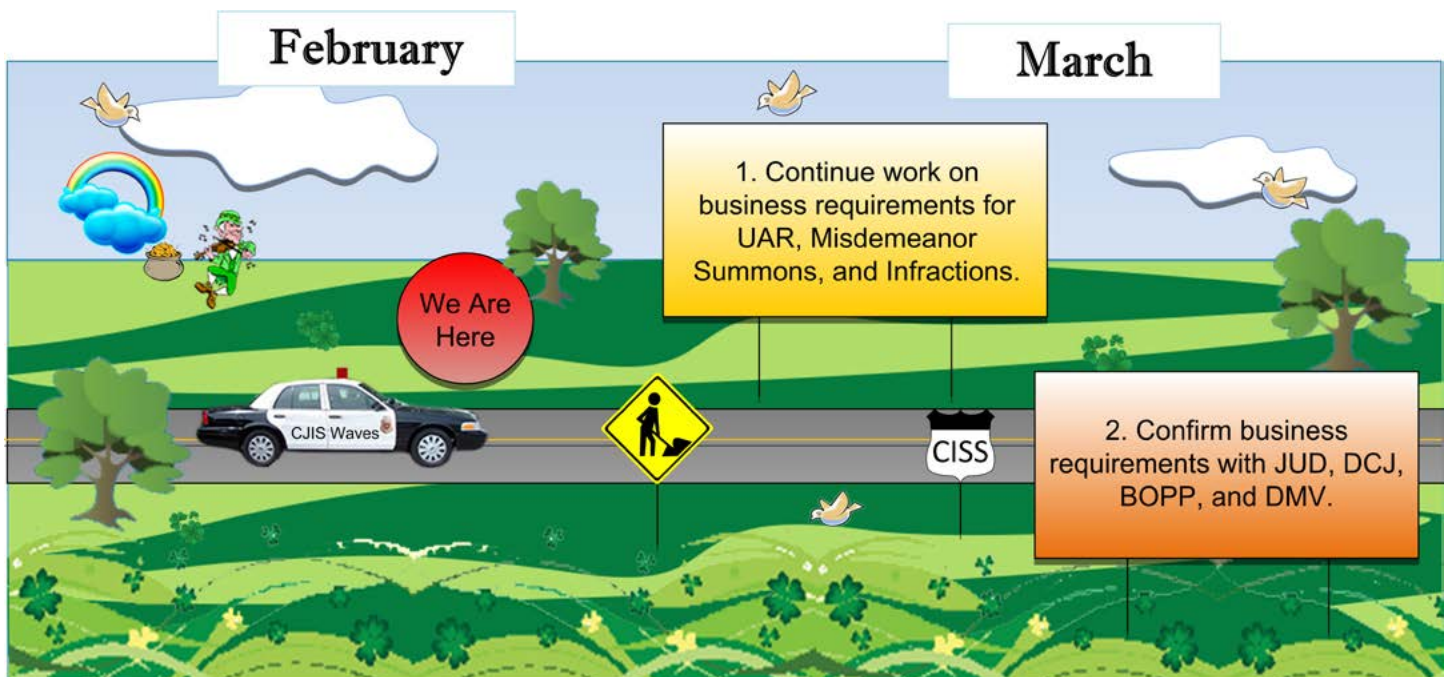 February
March
1. Continue work on
business requirements for
UAR, Misdemeanor
Summons, and Infractions.
We Are
Here
CJIS Waves
CISS
2. Confirm business
requirements with JUD, DCJ,
BOPP, and DMV.